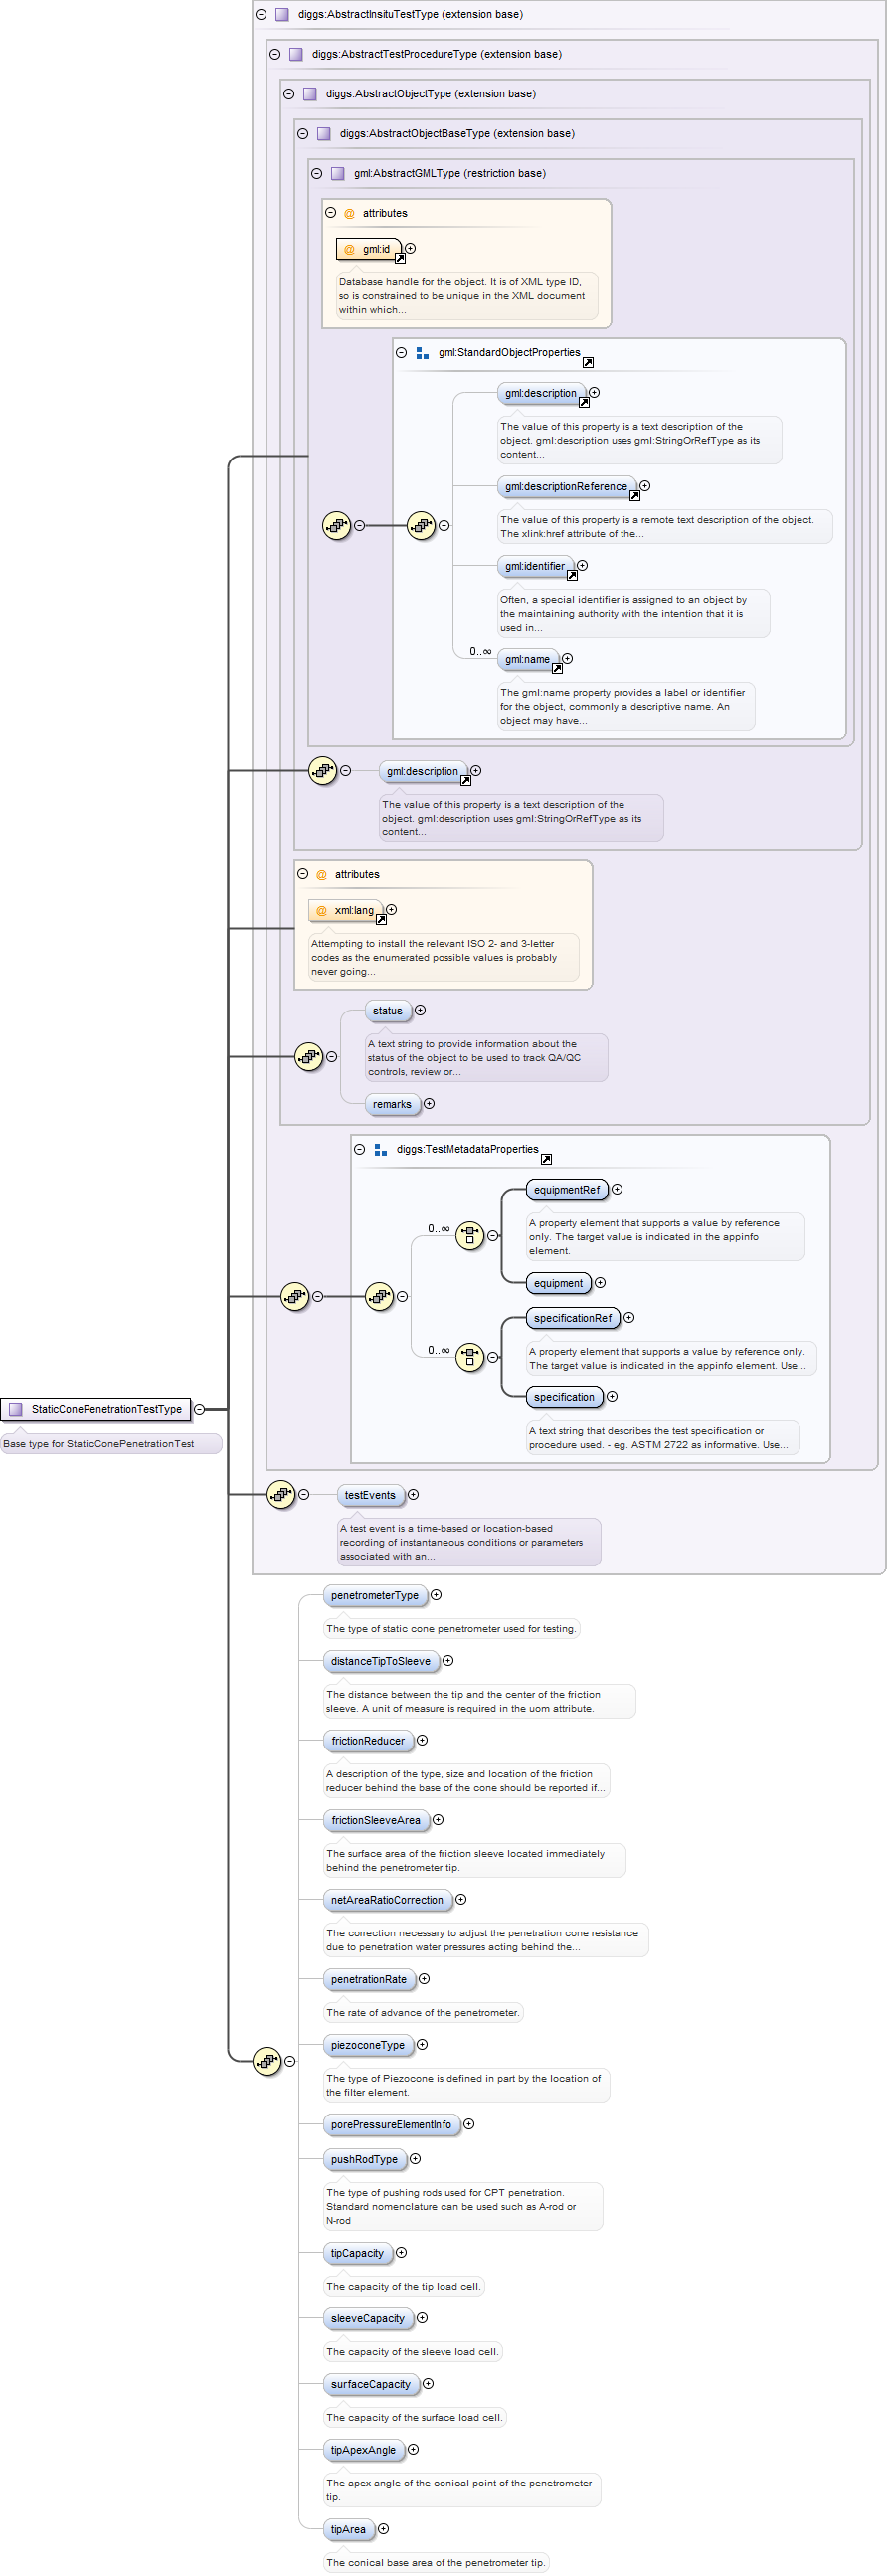 diggs:AbstractInsituTestType (extension base)
diggs:AbstractTestProcedureType (extension base)
diggs:AbstractObjectType (extension base)
diggs:AbstractObjectBaseType (extension base)
gml:AbstractGMLType (restriction base)
@ attributes
@ gml:id
Database handle for the object. It is of XML type ID,
so is constrained to be unique in the XML document
within which...
gml:StandardObjectProperties
gml:description
The value of this property is a text description of the
object. gml:description uses gml:StringOrRefType as its
content...
gml:descriptionReference
The value of this property is a remote text description of the object.
The xlink:href attribute of the...
gml:identifier
Often, a special identifier is assigned to an object by
the maintaining authority with the intention that it is
used in...
0..∞
gml:name
The gml:name property provides a label or identifier
for the object, commonly a descriptive name. An
object may have...
gml:description
The value of this property is a text description of the
object. gml:description uses gml:StringOrRefType as its
content...
@ attributes
@ xml:lang
Attempting to install the relevant ISO 2- and 3-letter
codes as the enumerated possible values is probably
never going...
status
A text string to provide information about the
status of the object to be used to track QA/QC
controls, review or...
remarks
diggs:TestMetadataProperties
0..∞
equipmentRef
A property element that supports a value by reference
only. The target value is indicated in the appinfo
element.
equipment
0..∞
specificationRef
A property element that supports a value by reference only.
The target value is indicated in the appinfo element. Use...
specification
A text string that describes the test specification or
procedure used. - eg. ASTM 2722 as informative. Use...
StaticConePenetrationTestType
Base type for StaticConePenetrationTest
testEvents
A test event is a time-based or location-based
recording of instantaneous conditions or parameters
associated with an...
penetrometerType
The type of static cone penetrometer used for testing.
distanceTipToSleeve
The distance between the tip and the center of the friction
sleeve. A unit of measure is required in the uom attribute.
frictionReducer
A description of the type, size and location of the friction
reducer behind the base of the cone should be reported if...
frictionSleeveArea
The surface area of the friction sleeve located immediately
behind the penetrometer tip.
netAreaRatioCorrection
The correction necessary to adjust the penetration cone resistance
due to penetration water pressures acting behind the...
penetrationRate
The rate of advance of the penetrometer.
piezoconeType
The type of Piezocone is defined in part by the location of
the filter element.
porePressureElementInfo
pushRodType
The type of pushing rods used for CPT penetration.
Standard nomenclature can be used such as A-rod or
N-rod
tipCapacity
The capacity of the tip load cell.
sleeveCapacity
The capacity of the sleeve load cell.
surfaceCapacity
The capacity of the surface load cell.
tipApexAngle
The apex angle of the conical point of the penetrometer
tip.
tipArea
The conical base area of the penetrometer tip.